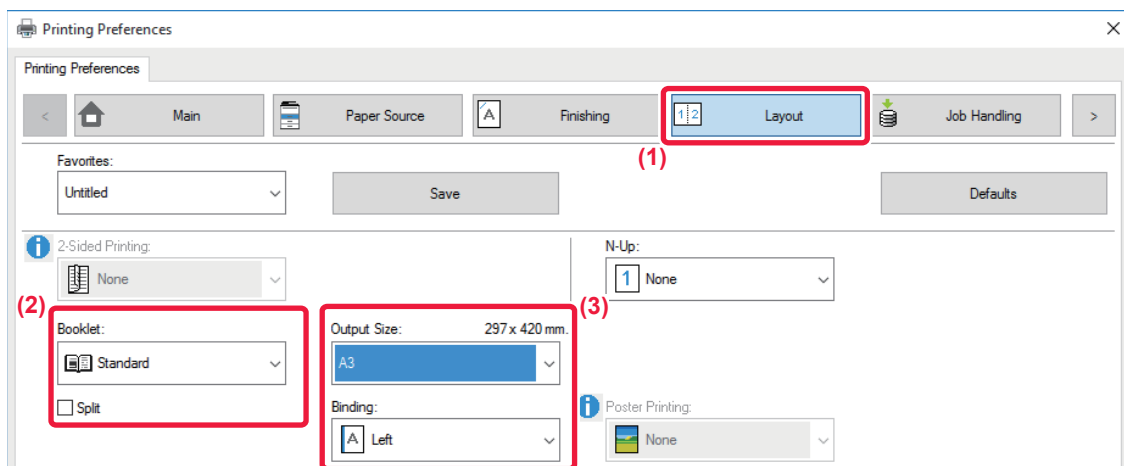 Printing Preferences
Printing Preferences
< Main Paper Source A Finishing 1 2 Layout Job Handling >
(1)
Favorites:
Untitled Save Defaults
2-Sided Printing: N-Up:
None 1 None
(2) (3)
Booklet: Output Size: 297 x 420 mm.
Standard A3
Split Binding: Poster Printing:
A Left None